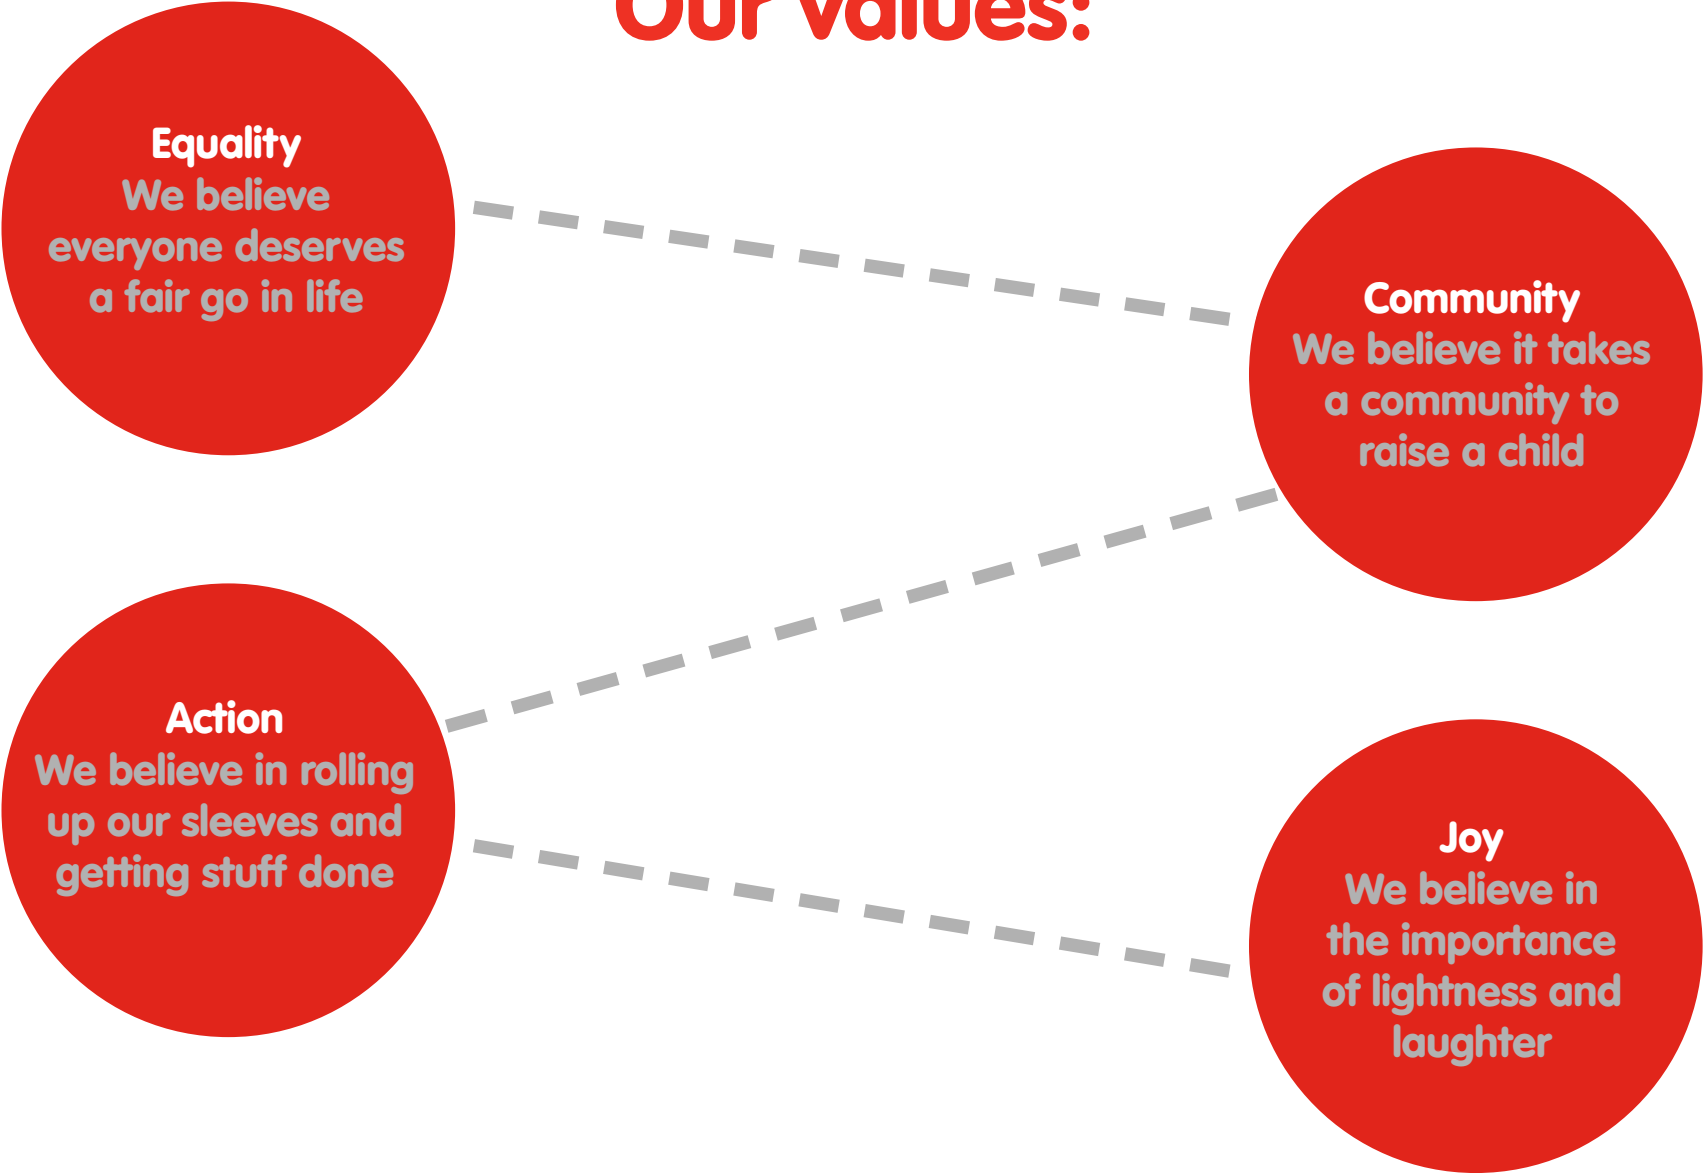 Our values:
Equality
We believe
everyone deserves
a fair go in life
Community
We believe it takes
a community to
raise a child
Action
We believe in rolling
up our sleeves and
getting stuff done
Joy
We believe in
the importance
of lightness and
laughter